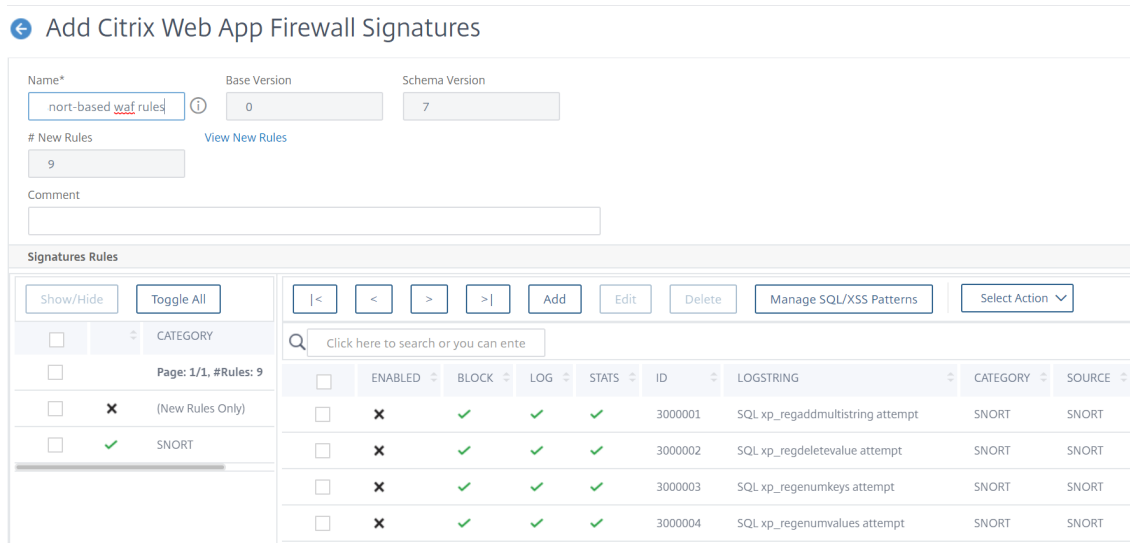 Add Citrix Web App Firewall Signatures
Name* Base Version Schema Version
nort-based waf rules 0 7
# New Rules View New Rules
9
Comment
Signatures Rules
Show/Hide Toggle All |< < > >| Add Edit Delete Manage SQL/XSS Patterns Select Action
CATEGORY Click here to search or you can ente
Page: 1/1, #Rules: 9 ENABLED BLOCK LOG STATS ID LOGSTRING CATEGORY SOURCE
(New Rules Only) 3000001 SQL xp_regaddmultistring attempt SNORT SNORT
SNORT 3000002 SQL xp_regdeletevalue attempt SNORT SNORT
3000003 SQL xp_regenumkeys attempt SNORT SNORT
3000004 SQL xp_regenumvalues attempt SNORT SNORT